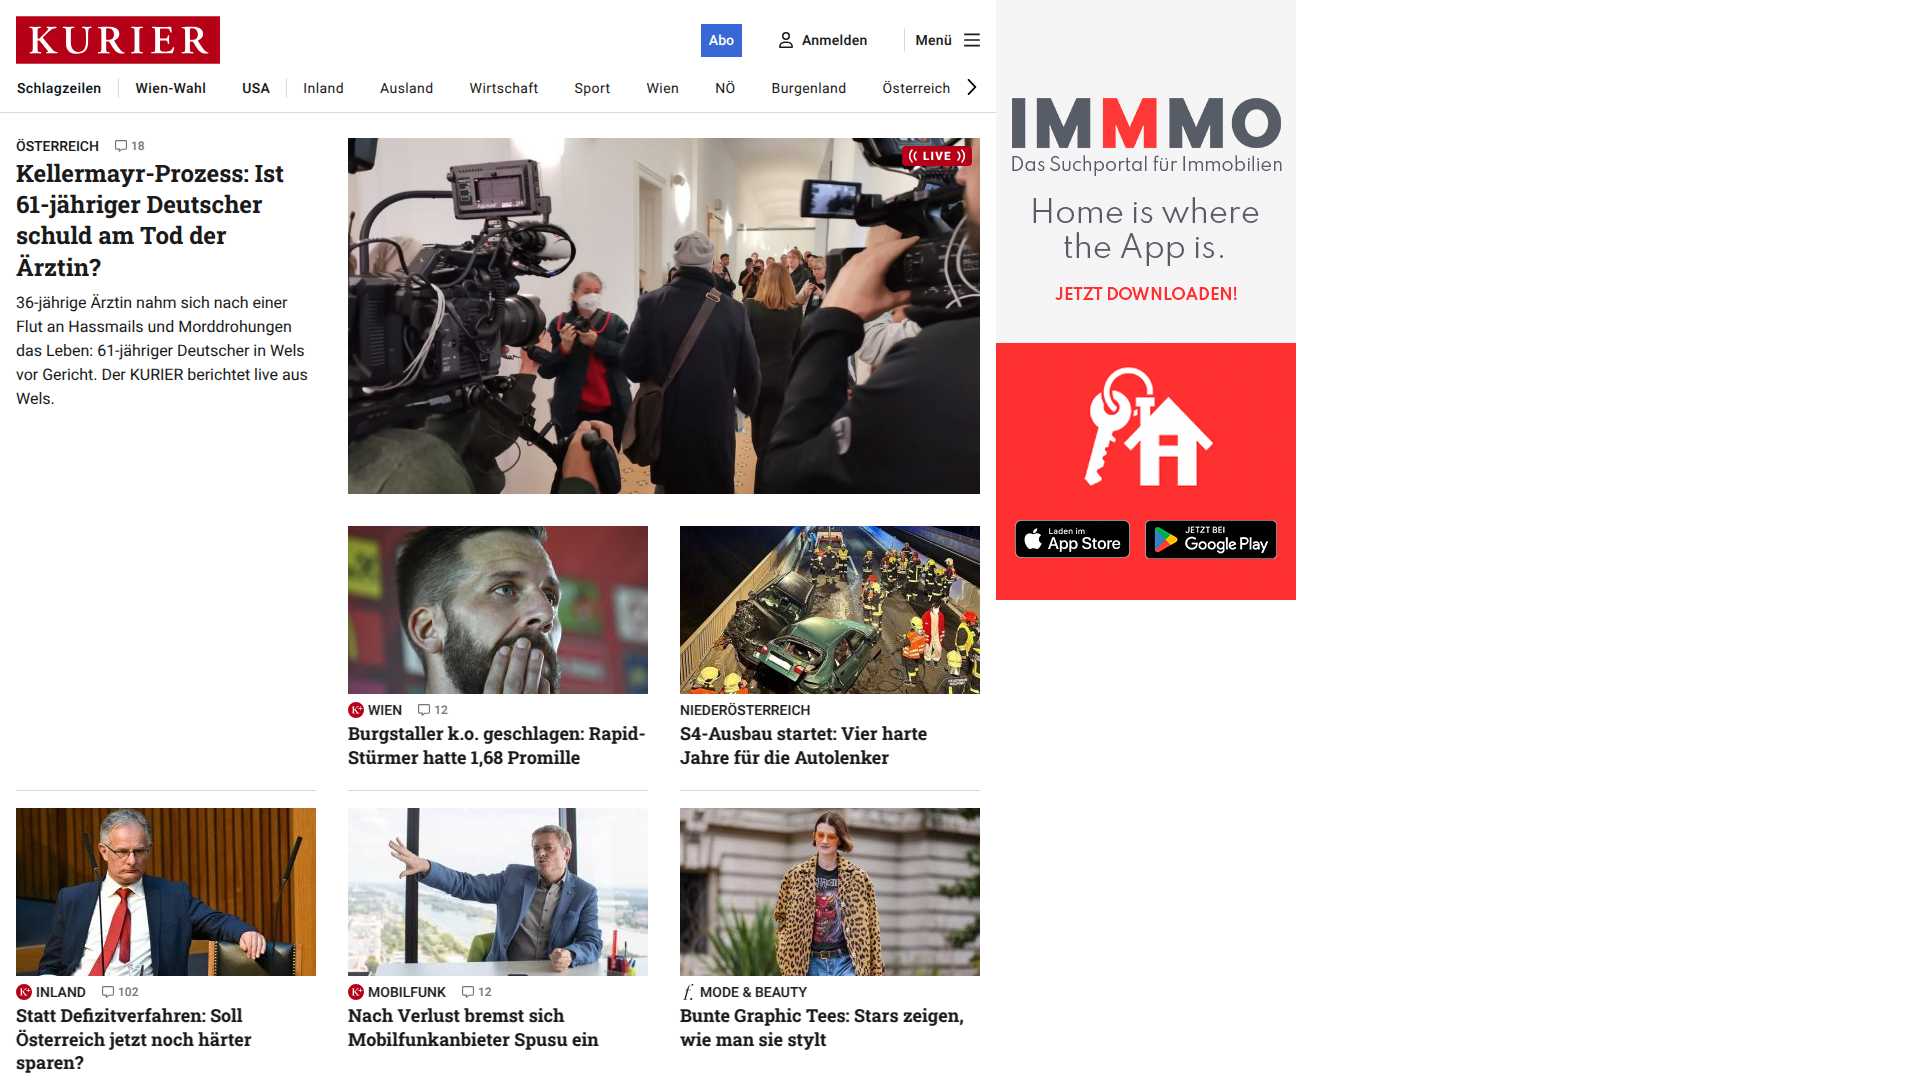 KURIER
Abo
Anmelden
Menü
Schlagzeilen
Wien-Wahl
USA
Inland
Ausland
Wirtschaft
Sport
Wien
NÖ
Burgenland
Österreich
ÖSTERREICH 18
Kellermayr-Prozess: Ist
61-jähriger Deutscher
schuld am Tod der
Ärztin?
36-jährige Ärztin nahm sich nach einer
Flut an Hassmails und Morddrohungen
das Leben: 61-jähriger Deutscher in Wels
vor Gericht. Der KURIER berichtet live aus
Wels.
LIVE
K+ WIEN 12
Burgstaller k.o. geschlagen: Rapid-
Stürmer hatte 1,68 Promille
NIEDERÖSTERREICH
S4-Ausbau startet: Vier harte
Jahre für die Autolenker
K+ INLAND 102
Statt Defizitverfahren: Soll
Österreich jetzt noch härter
sparen?
K+ MOBILFUNK 12
Nach Verlust bremst sich
Mobilfunkanbieter Spusu ein
f. MODE & BEAUTY
Bunte Graphic Tees: Stars zeigen,
wie man sie stylt
IMMMO
Das Suchportal für Immobilien
Home is where
the App is.
JETZT DOWNLOADEN!
Laden im
App Store
JETZT BEI
Google Play